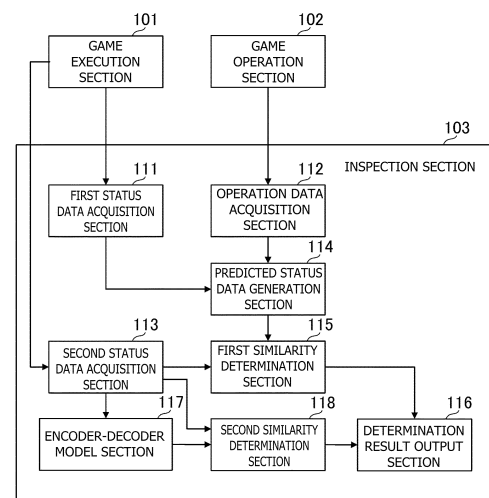 101
GAME
EXECUTION
SECTION
102
GAME
OPERATION
SECTION
103
INSPECTION SECTION
111
FIRST STATUS
DATA ACQUISITION
SECTION
112
OPERATION DATA
ACQUISITION
SECTION
114
PREDICTED STATUS
DATA GENERATION
SECTION
113
SECOND STATUS
DATA ACQUISITION
SECTION
115
FIRST SIMILARITY
DETERMINATION
SECTION
117
ENCODER-DECODER
MODEL SECTION
118
SECOND SIMILARITY
DETERMINATION
SECTION
116
DETERMINATION
RESULT OUTPUT
SECTION